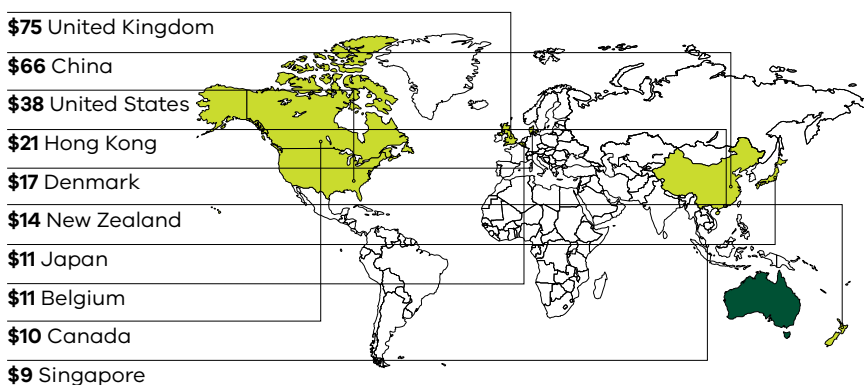 $75 United Kingdom
$66 China
$38 United States
$21 Hong Kong
$17 Denmark
$14 New Zealand
$11 Japan
$11 Belgium
$10 Canada
$9 Singapore